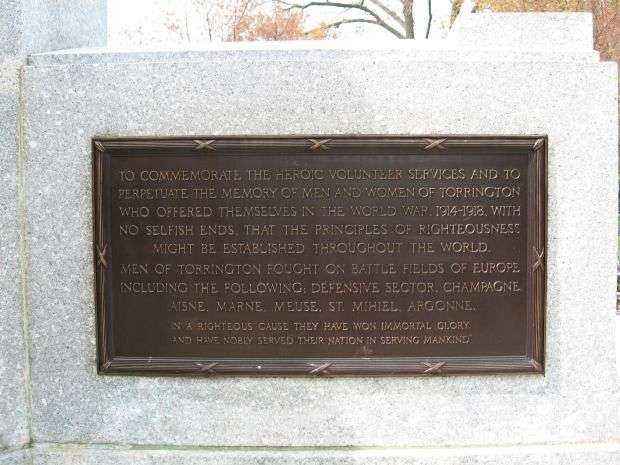 TO COMMEMORATE THE HEROIC VOLUNTEER SERVICES AND TO
PERPETUATE THE MEMORY OF MEN AND WOMEN OF TORRINGTON
WHO OFFERED THEMSELVES IN THE WORLD WAR, 1914-1918, WITH
NO SELFISH ENDS, THAT THE PRINCIPLES OF RIGHTEOUSNESS
MIGHT BE ESTABLISHED THROUGHOUT THE WORLD.
MEN OF TORRINGTON FOUGHT ON BATTLE FIELDS OF EUROPE
INCLUDING THE FOLLOWING; DEFENSIVE SECTOR, CHAMPAGNE,
AISNE, MARNE, MEUSE, ST. MIHIEL, ARGONNE.
"IN A RIGHTEOUS CAUSE THEY HAVE WON IMMORTAL GLORY
AND HAVE NOBLY SERVED THEIR NATION IN SERVING MANKIND"